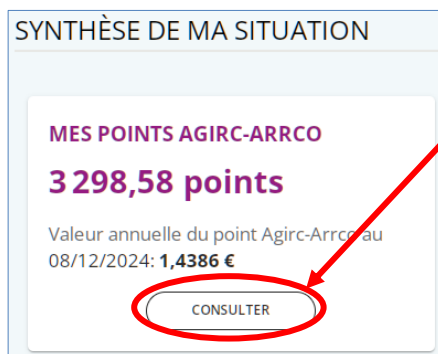 SYNTHÈSE DE MA SITUATION
MES POINTS AGIRC-ARRCO
3 298,58 points
Valeur annuelle du point Agirc-Arrco au
08/12/2024: 1,4386 €
CONSULTER